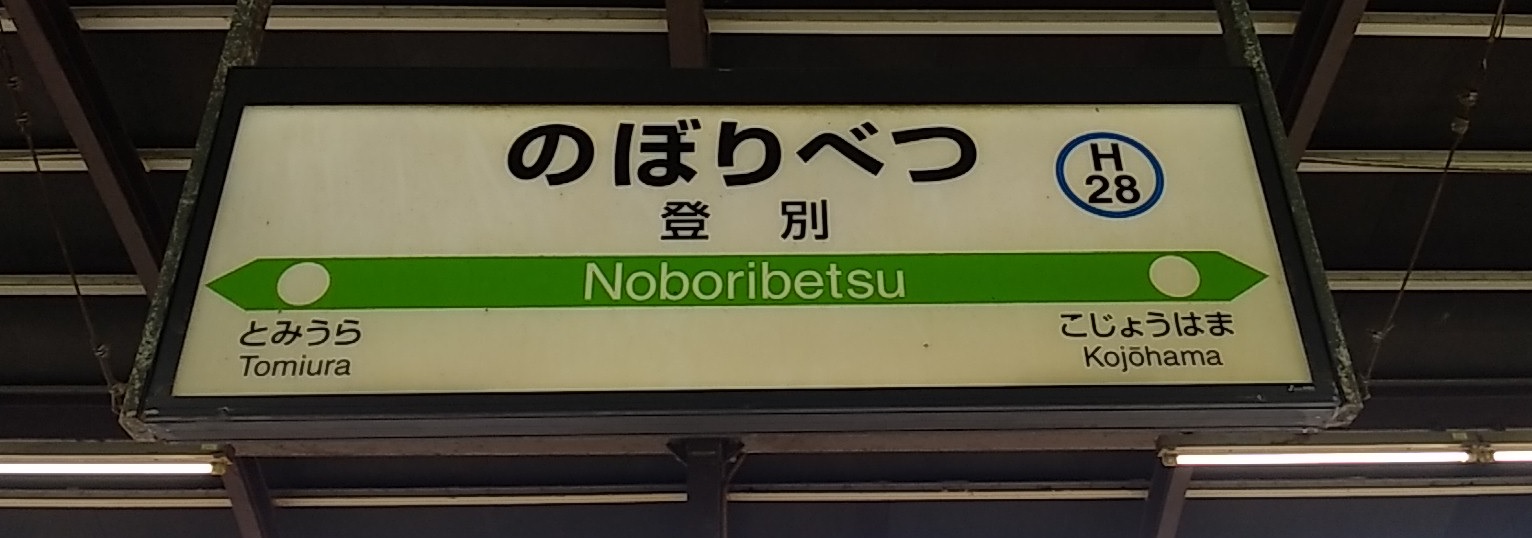 のぼりべつ
H
28
登別
Noboribetsu
とみうら
Tomiura
こじょうはま
Kojōhama